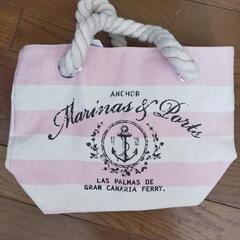 ANCHOR
Marinas & Ports
LAS PALMAS DE
GRAN CANARIA FERRY.